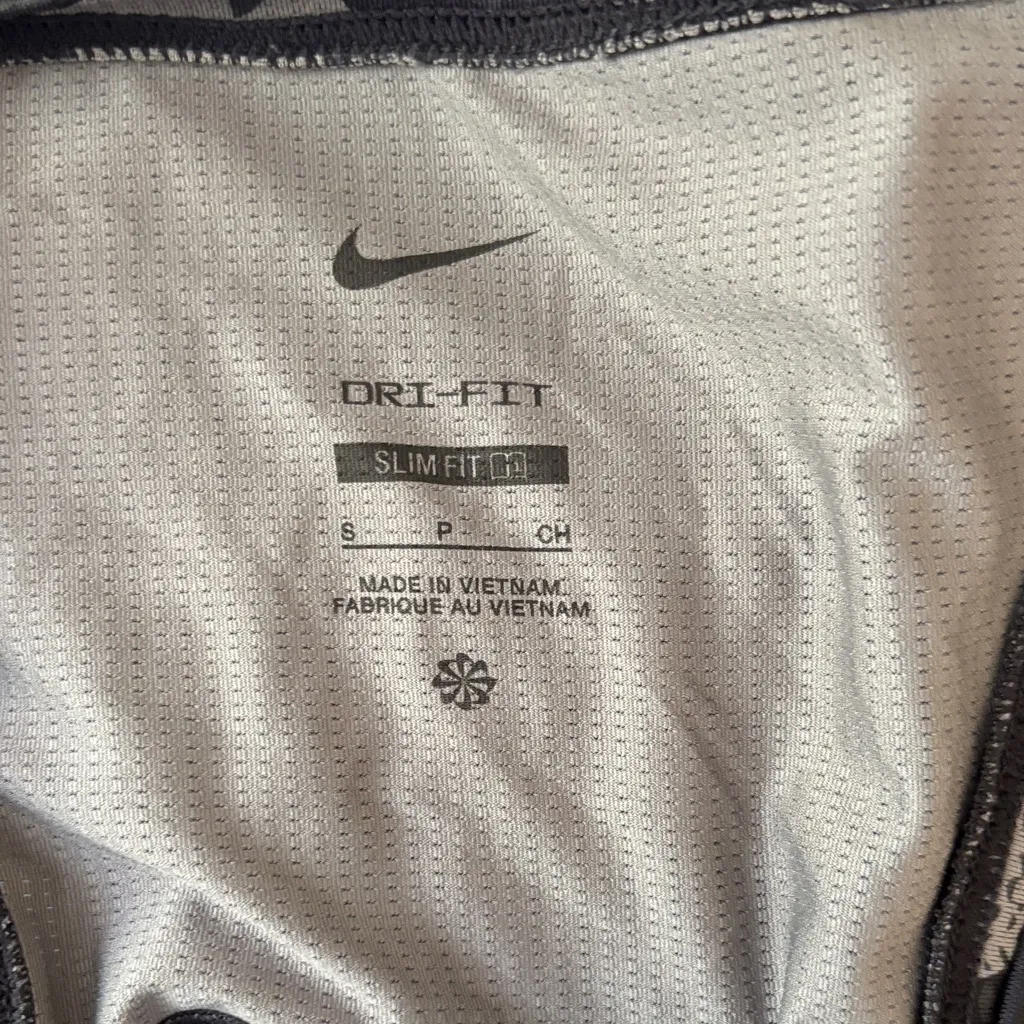 DRI-FIT
SLIM FIT
S P CH
MADE IN VIETNAM
FABRIQUE AU VIETNAM